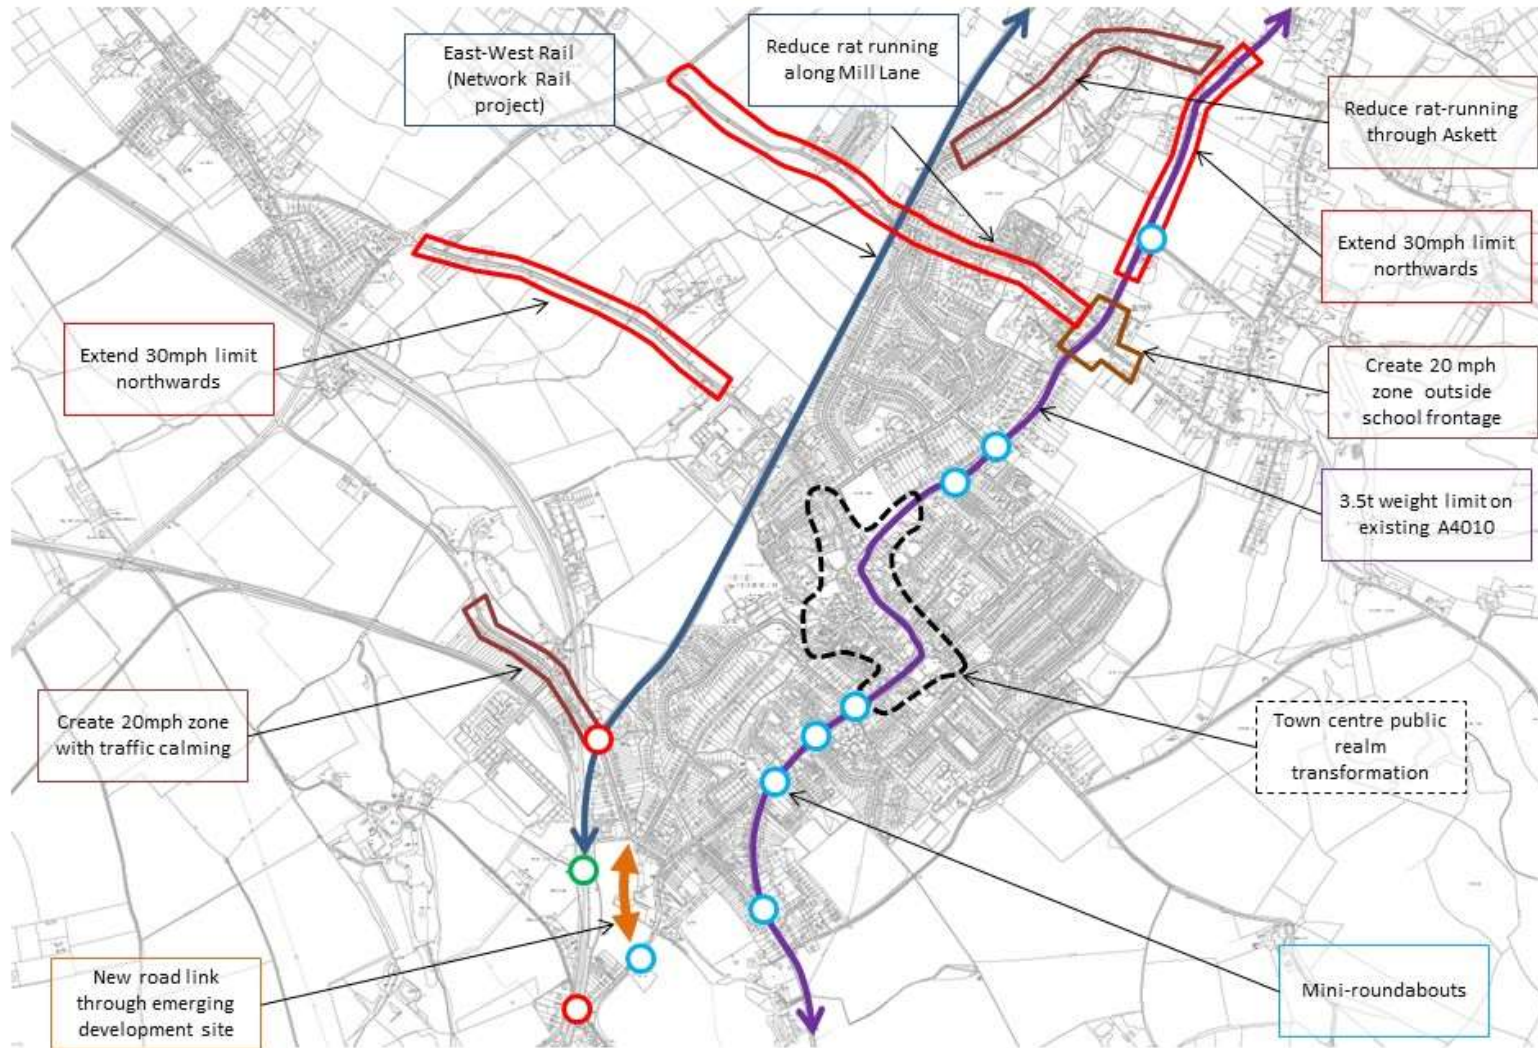 East-West Rail
(Network Rail
project)
Reduce rat running
along Mill Lane
Reduce rat-running
through Askett
Extend 30mph limit
northwards
Extend 30mph limit
northwards
Create 20 mph
zone outside
school frontage
3.5t weight limit on
existing A4010
Create 20mph zone
with traffic calming
Town centre public
realm
transformation
New road link
through emerging
development site
Mini-roundabouts